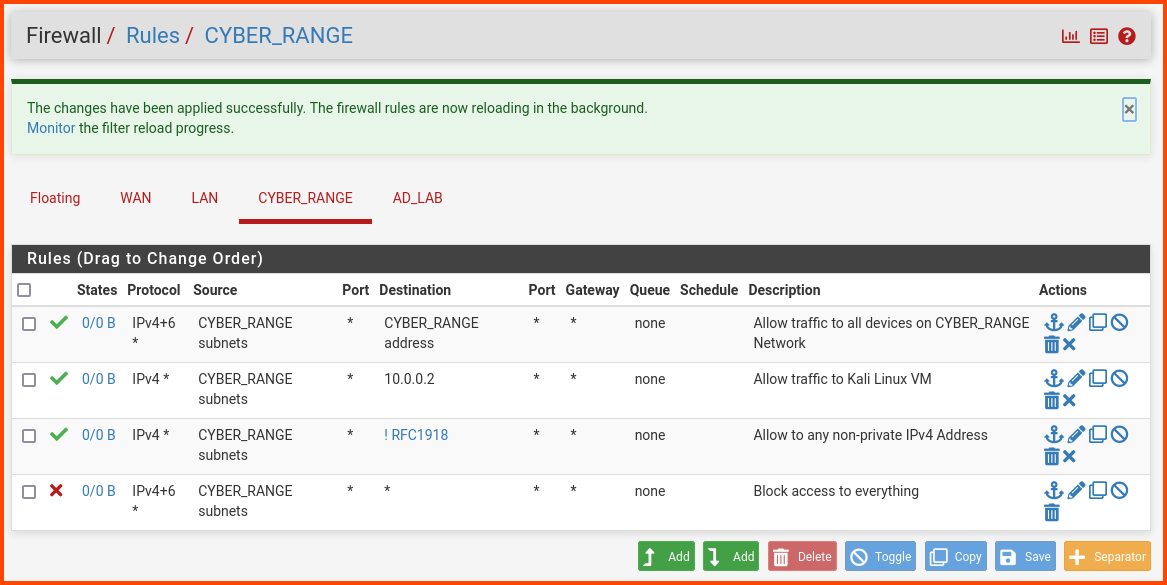 Firewall / Rules / CYBER_RANGE
The changes have been applied successfully. The firewall rules are now reloading in the background.
Monitor the filter reload progress.
×
Floating WAN LAN CYBER_RANGE AD_LAB
Rules (Drag to Change Order)
States Protocol Source Port Destination Port Gateway Queue Schedule Description Actions
0/0 B IPv4+6 CYBER_RANGE * CYBER_RANGE * * none Allow traffic to all devices on CYBER_RANGE
* subnets address Network
0/0 B IPv4 * CYBER_RANGE * 10.0.0.2 * * none Allow traffic to Kali Linux VM
subnets
0/0 B IPv4 * CYBER_RANGE * ! RFC1918 * * none Allow to any non-private IPv4 Address
subnets
0/0 B IPv4+6 CYBER_RANGE * * * * none Block access to everything
* subnets
Add Add Delete Toggle Copy Save Separator